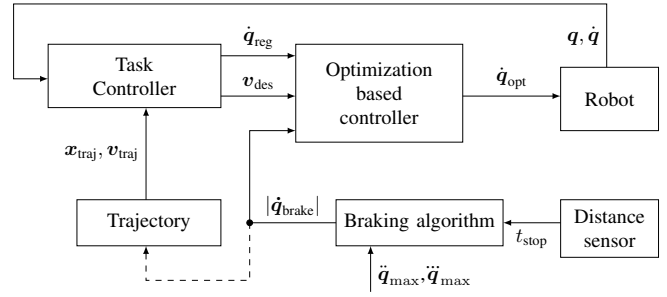 q̇_reg
q, q̇
Task
Controller
v_des
Optimization
based
controller
q̇_opt
Robot
x_traj, v_traj
Trajectory
|q̇_brake|
Braking algorithm
t_stop
Distance
sensor
q̈_max, q⃛_max